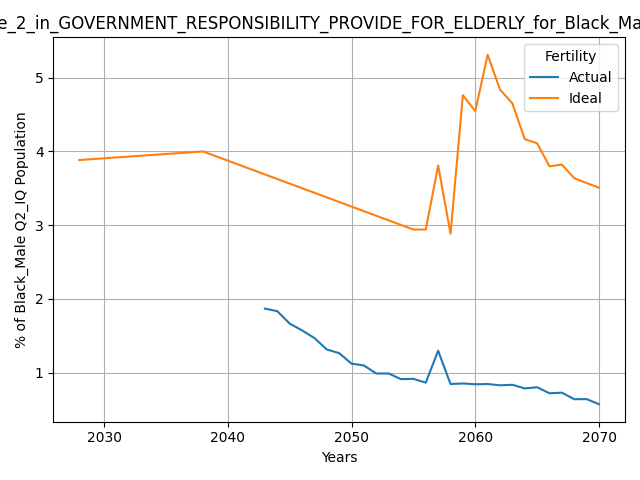 e_2_in_GOVERNMENT_RESPONSIBILITY_PROVIDE_FOR_ELDERLY_for_Black_Ma
Fertility
Actual
Ideal
% of Black_Male Q2_IQ Population
5
4
3
2
1
2030 2040 2050 2060 2070
Years